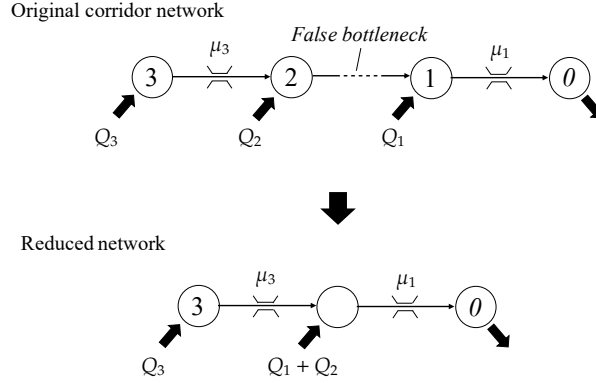 Original corridor network
False bottleneck
μ₃
μ₁
3
2
1
0
Q₃
Q₂
Q₁
Reduced network
μ₃
μ₁
3
0
Q₃
Q₁ + Q₂